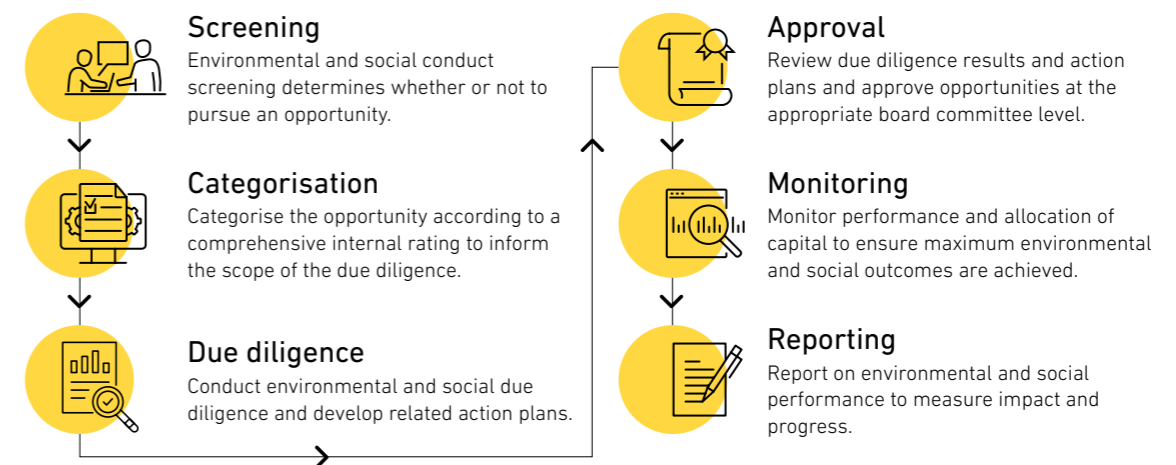 Screening
Environmental and social conduct
screening determines whether or not to
pursue an opportunity.
Categorisation
Categorise the opportunity according to a
comprehensive internal rating to inform
the scope of the due diligence.
Due diligence
Conduct environmental and social due
diligence and develop related action plans.
Approval
Review due diligence results and action
plans and approve opportunities at the
appropriate board committee level.
Monitoring
Monitor performance and allocation of
capital to ensure maximum environmental
and social outcomes are achieved.
Reporting
Report on environmental and social
performance to measure impact and
progress.